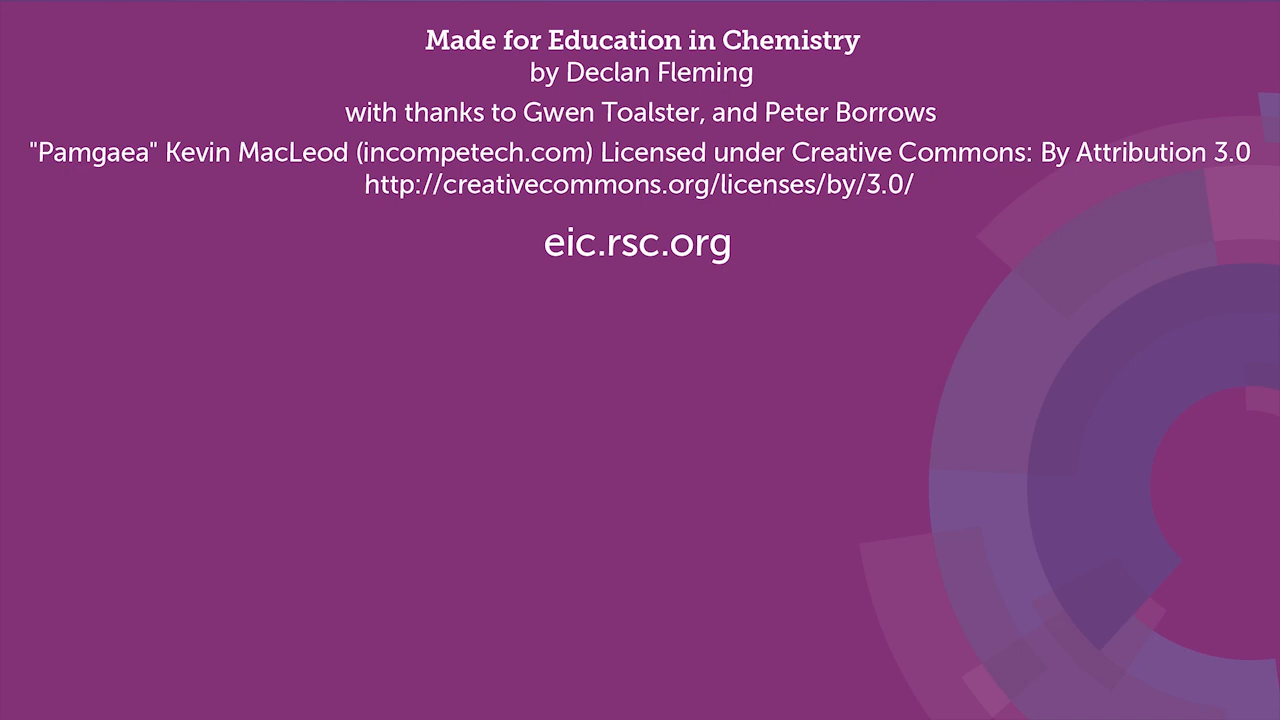 Made for Education in Chemistry
by Declan Fleming
with thanks to Gwen Toalster, and Peter Borrows
"Pamgaea" Kevin MacLeod (incompetech.com) Licensed under Creative Commons: By Attribution 3.0
http://creativecommons.org/licenses/by/3.0/
eic.rsc.org